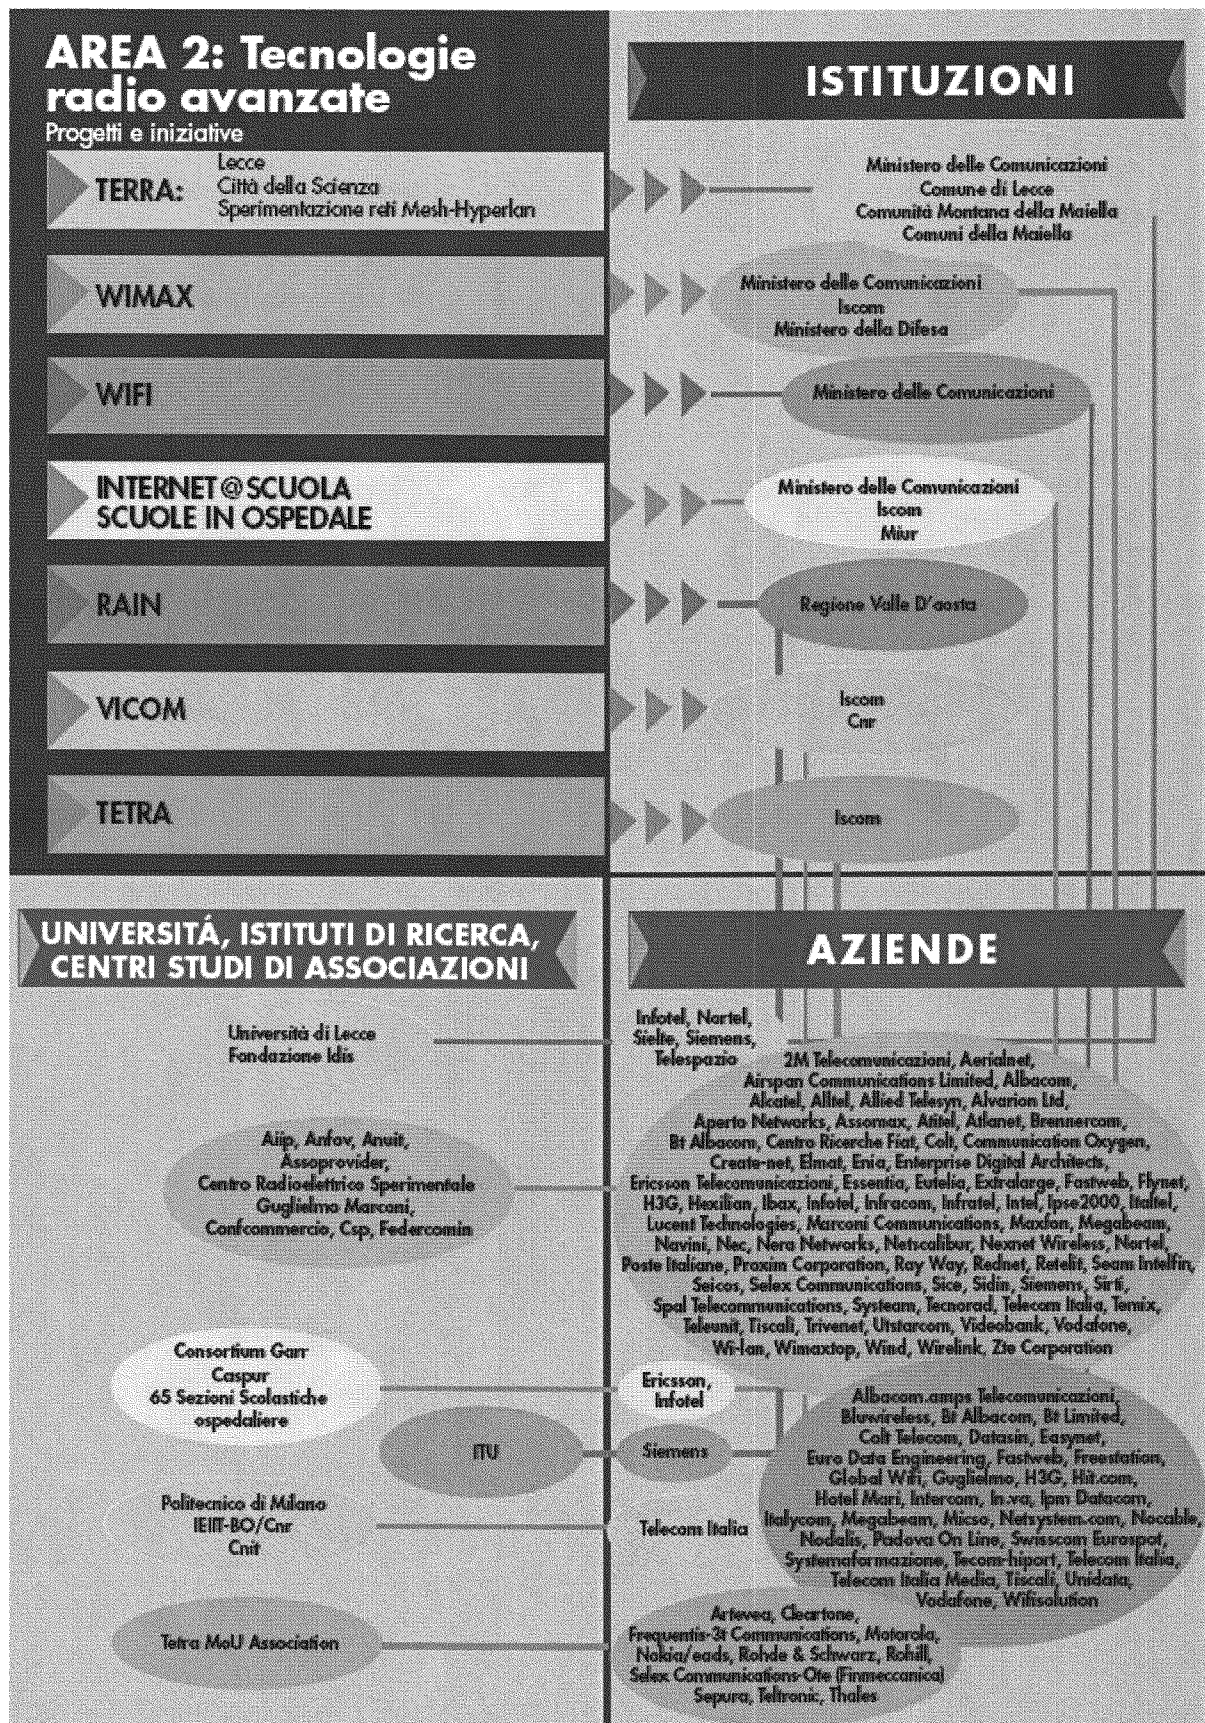 AREA 2: Tecnologie
radio avanzate
Progetti e iniziative
TERRA:
Lecce
Città della Scienza
Sperimentazione reti Mesh-Hyperlan
WIMAX
WIFI
INTERNET@SCUOLA
SCUOLE IN OSPEDALE
RAIN
VICOM
TETRA
ISTITUZIONI
Ministero delle Comunicazioni
Comune di Lecce
Comunità Montana della Maiella
Comuni della Maiella
Ministero delle Comunicazioni
Iscom
Ministero della Difesa
Ministero delle Comunicazioni
Ministero delle Comunicazioni
Iscom
Miur
Regione Valle D'aosta
Iscom
Cnr
Iscom
UNIVERSITÁ, ISTITUTI DI RICERCA,
CENTRI STUDI DI ASSOCIAZIONI
Università di Lecce
Fondazione Idis
Aiip, Anfov, Anuit,
Assoprovider,
Centro Radioelettrico Sperimentale
Guglielmo Marconi,
Confcommercio, Csp, Federcomin
Consortium Garr
Caspur
65 Sezioni Scolastiche
ospedaliere
ITU
Politecnico di Milano
IEIIT-BO/Cnr
Cnit
Tetra MoU Association
AZIENDE
Infotel, Nortel,
Sielte, Siemens,
Telespazio
2M Telecomunicazioni, Aerialnet,
Airspan Communications Limited, Albacom,
Alcatel, Alltel, Allied Telesyn, Alvarion Ltd,
Aperto Networks, Assomax, Atitel, Atlanet, Brennercom,
Bt Albacom, Centro Ricerche Fiat, Colt, Communication Oxygen,
Create-net, Elmat, Enia, Enterprise Digital Architects,
Ericsson Telecomunicazioni, Essentia, Eutelia, Extralarge, Fastweb, Flynet,
H3G, Hexilian, Ibax, Infotel, Infracom, Infratel, Intel, Ipse2000, Italtel
Lucent Technologies, Marconi Communications, Maxfon, Megabeam,
Navini, Nec, Nera Networks, Netscalibur, Nexnet Wireless, Nortel,
Poste Italiane, Proxim Corporation, Ray Way, Rednet, Retelit, Seam Intelfin,
Seicos, Selex Communications, Sice, Sidin, Siemens, Sirti,
Spal Telecommunications, Systeam, Tecnorad, Telecom Italia, Temix,
Teleunit, Tiscali, Trivenet, Utstarcom, Videobank, Vodafone,
Wi-lan, Wimaxtop, Wind, Wirelink, Zte Corporation
Ericsson,
Infotel
Siemens
Telecom Italia
Albacom.amps Telecomunicazioni,
Bluwireless, Bt Albacom, Bt Limited,
Colt Telecom, Datasin, Easynet,
Euro Data Engineering, Fastweb, Freestation,
Global Wifi, Guglielmo, H3G, Hit.com,
Hotel Mari, Intercom, In.va, Ipm Datacom,
Italycom, Megabeam, Micso, Netsystem.com, Nocable,
Nodalis, Padova On Line, Swisscom Eurospot,
Systemaformazione, Tecom-hiport, Telecom Italia,
Telecom Italia Media, Tiscali, Unidata,
Vodafone, Wifisolution
Artevea, Cleartone,
Frequentis-3t Communications, Motorola,
Nokia/eads, Rohde & Schwarz, Rohill,
Selex Communications-Ote (Finmeccanica)
Sepura, Teltronic, Thales